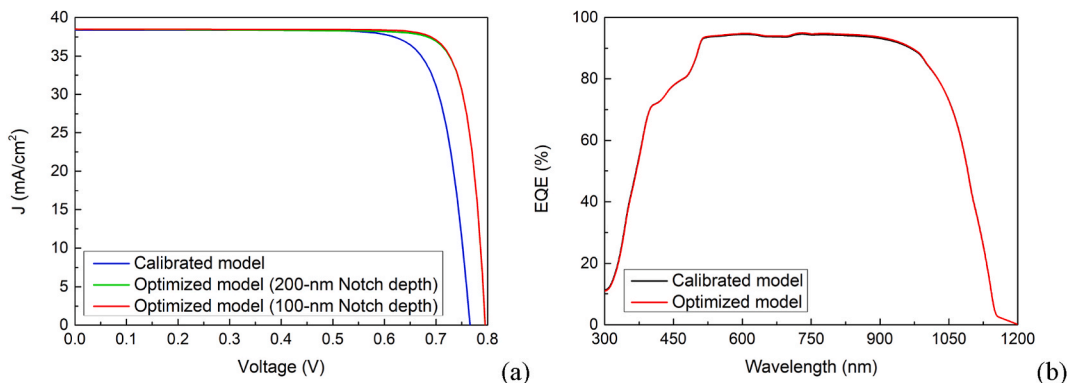 40
35
30
25
20
15
10
5
0
J (mA/cm²)
Calibrated model
Optimized model (200-nm Notch depth)
Optimized model (100-nm Notch depth)
0.0 0.1 0.2 0.3 0.4 0.5 0.6 0.7 0.8
Voltage (V)
(a)
100
80
60
40
20
0
EQE (%)
Calibrated model
Optimized model
300 450 600 750 900 1050 1200
Wavelength (nm)
(b)